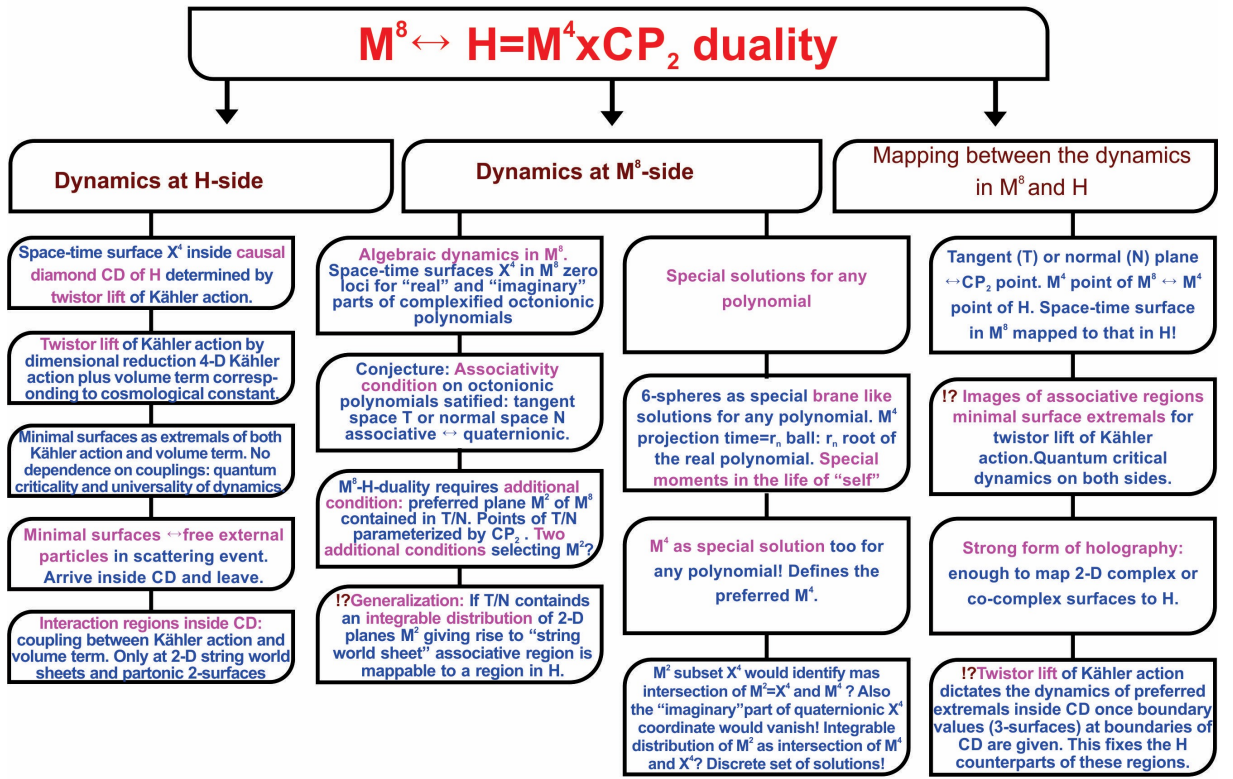 M⁸ ↔ H=M⁴xCP₂ duality
Dynamics at H-side
Space-time surface X⁴ inside causal
diamond CD of H determined by
twistor lift of Kähler action.
Twistor lift of Kähler action by
dimensional reduction 4-D Kähler
action plus volume term corresp-
onding to cosmological constant.
Minimal surfaces as extremals of both
Kähler action and volume term. No
dependence on couplings: quantum
criticality and universality of dynamics
Minimal surfaces ↔free external
particles in scattering event.
Arrive inside CD and leave.
Interaction regions inside CD:
coupling between Kähler action and
volume term. Only at 2-D string world
sheets and partonic 2-surfaces
Dynamics at M⁸-side
Algebraic dynamics in M⁸.
Space-time surfaces X⁴ in M⁸ zero
loci for “real” and “imaginary”
parts of complexified octonionic
polynomials
Conjecture: Associativity
condition on octonionic
polynomials satified: tangent
space T or normal space N
associative ↔ quaternionic.
M⁸-H-duality requires additional
condition: preferred plane M² of M⁸
contained in T/N. Points of T/N
parameterized by CP₂ . Two
additional conditions selecting M²?
!?Generalization: If T/N containds
an integrable distribution of 2-D
planes M² giving rise to “string
world sheet” associative region is
mappable to a region in H.
Special solutions for any
polynomial
6-spheres as special brane like
solutions for any polynomial. M⁴
projection time=rₙ ball: rₙ root of
the real polynomial. Special
moments in the life of “self”
M⁴ as special solution too for
any polynomial! Defines the
preferred M⁴.
M² subset X⁴ would identify mas
intersection of M²=X⁴ and M⁴ ? Also
the “imaginary”part of quaternionic X⁴
coordinate would vanish! Integrable
distribution of M² as intersection of M⁴
and X⁴? Discrete set of solutions!
Mapping between the dynamics
in M⁸ and H
Tangent (T) or normal (N) plane
↔CP₂ point. M⁴ point of M⁸ ↔ M⁴
point of H. Space-time surface
in M⁸ mapped to that in H!
!? Images of associative regions
minimal surface extremals for
twistor lift of Kähler
action.Quantum critical
dynamics on both sides.
Strong form of holography:
enough to map 2-D complex or
co-complex surfaces to H.
!?Twistor lift of Kähler action
dictates the dynamics of preferred
extremals inside CD once boundary
values (3-surfaces) at boundaries of
CD are given. This fixes the H
counterparts of these regions.